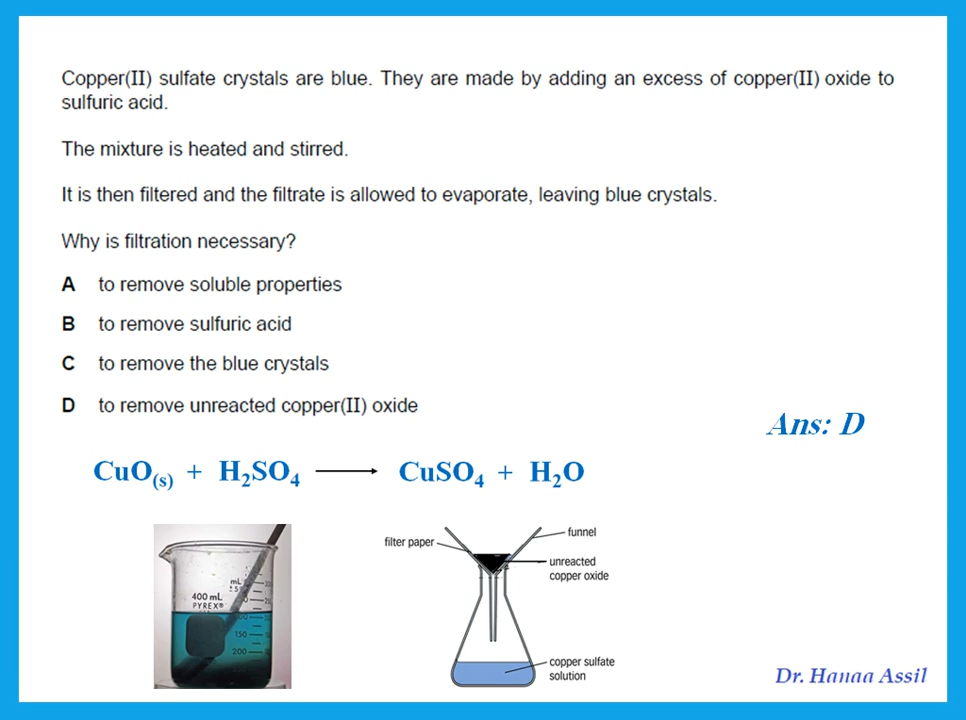 Copper(II) sulfate crystals are blue. They are made by adding an excess of copper(II) oxide to
sulfuric acid.
The mixture is heated and stirred.
It is then filtered and the filtrate is allowed to evaporate, leaving blue crystals.
Why is filtration necessary?
A to remove soluble properties
B to remove sulfuric acid
C to remove the blue crystals
D to remove unreacted copper(II) oxide
Ans: D
CuO(s) + H2SO4 ⟶ CuSO4 + H2O
mL
400 mL
PYREX®
150
200
filter paper
funnel
unreacted
copper oxide
copper sulfate
solution
Dr. Hanaa Assil